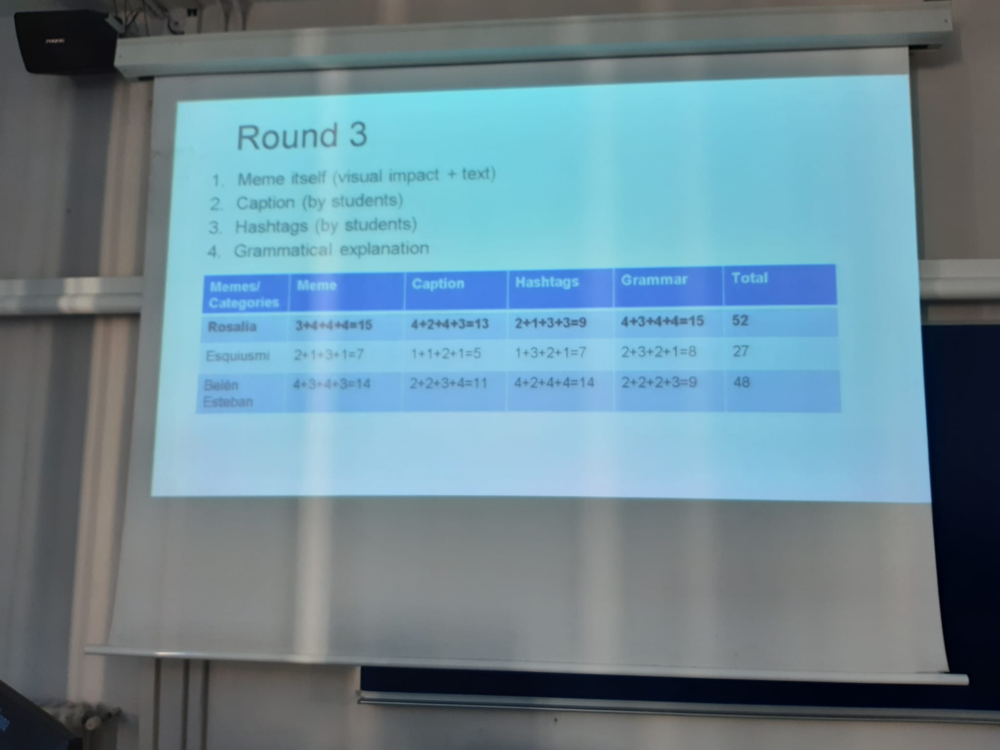 Round 3
1. Meme itself (visual impact + text)
2. Caption (by students)
3. Hashtags (by students)
4. Grammatical explanation
Memes/ Categories Meme Caption Hashtags Grammar Total
Rosalia 3+4+4+4=15 4+2+4+3=13 2+1+3+3=9 4+3+4+4=15 52
Esquiusmi 2+1+3+1=7 1+1+2+1=5 1+3+2+1=7 2+3+2+1=8 27
Belén Esteban 4+3+4+3=14 2+2+3+4=11 4+2+4+4=14 2+2+2+3=9 48